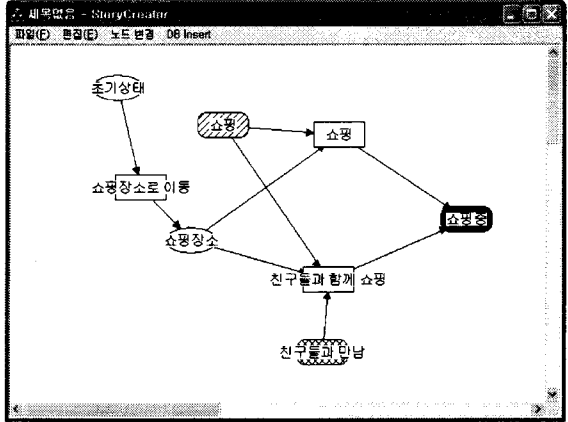 제목없음 - StoryCreator
파일(F) 편집(E) 노드 변경 DB Insert
초기상태
쇼핑
쇼핑
쇼핑장소로 이동
쇼핑중
쇼핑장소
친구들과 함께 쇼핑
친구들과 만남